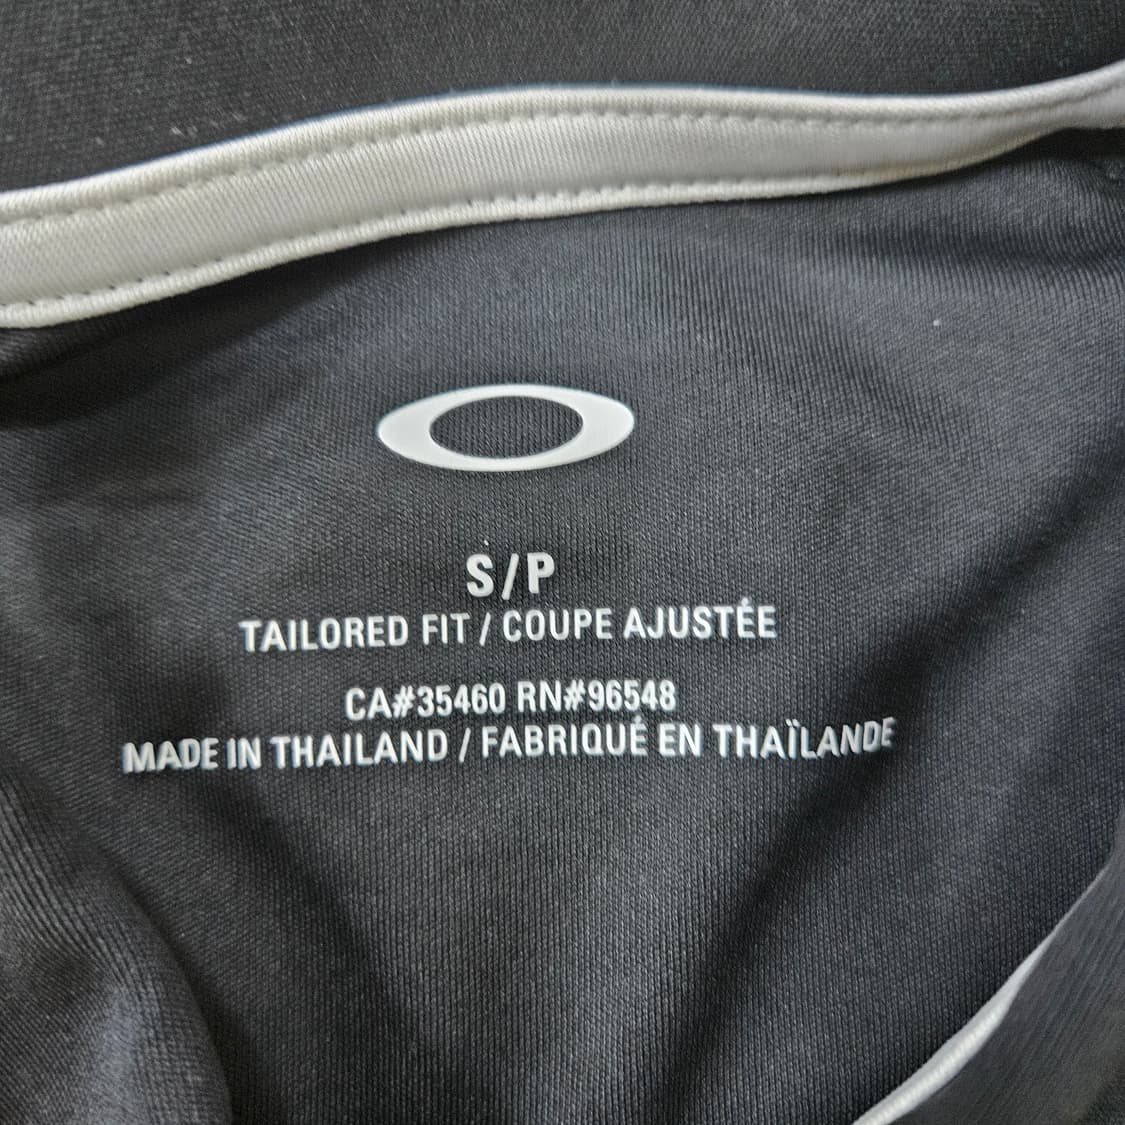 S/P
TAILORED FIT / COUPE AJUSTÉE
CA#35460 RN#96548
MADE IN THAILAND / FABRIQUÉ EN THAÏLANDE